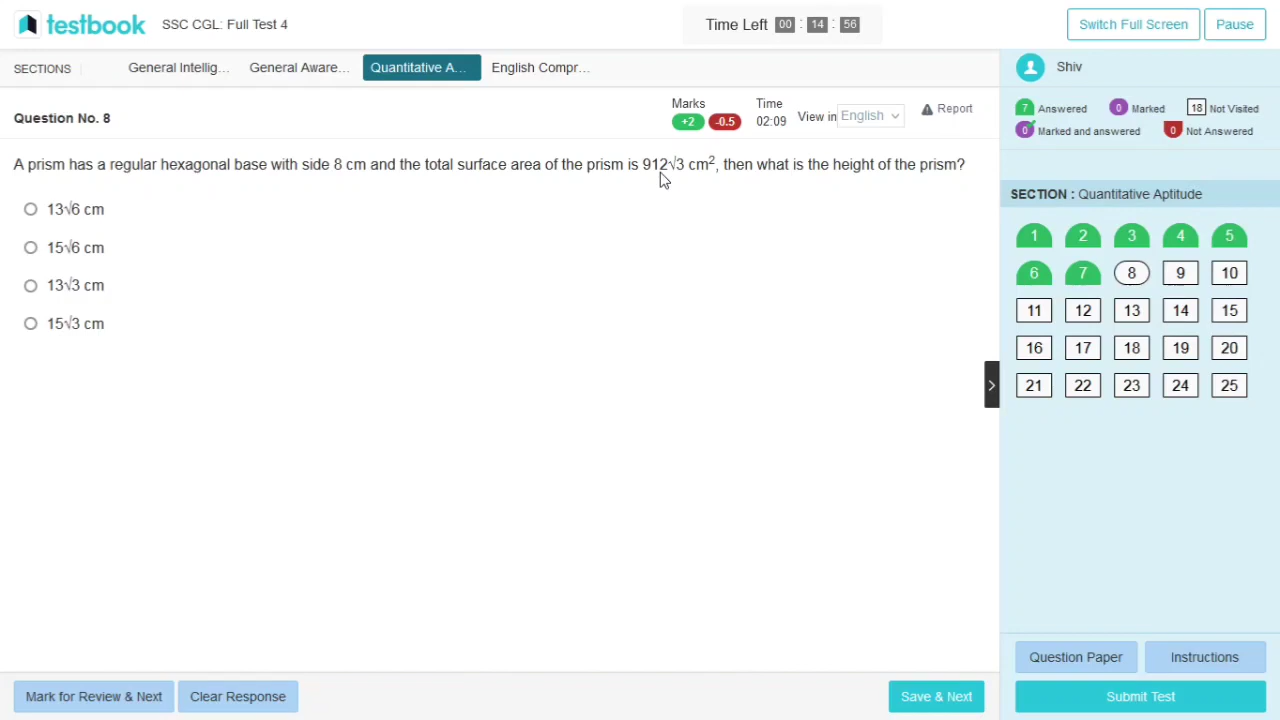 testbook SSC CGL: Full Test 4 Time Left 00 : 14 : 56 Switch Full Screen Pause
SECTIONS General Intellig... General Aware... Quantitative A... English Compr...
Shiv
Question No. 8
Marks Time
+2 -0.5 02:09 View in English Report
7 Answered 0 Marked 18 Not Visited
0 Marked and answered 0 Not Answered
A prism has a regular hexagonal base with side 8 cm and the total surface area of the prism is 912√3 cm², then what is the height of the prism?
13√6 cm
15√6 cm
13√3 cm
15√3 cm
SECTION : Quantitative Aptitude
1 2 3 4 5
6 7 8 9 10
11 12 13 14 15
16 17 18 19 20
21 22 23 24 25
>
Question Paper Instructions
Mark for Review & Next Clear Response Save & Next Submit Test